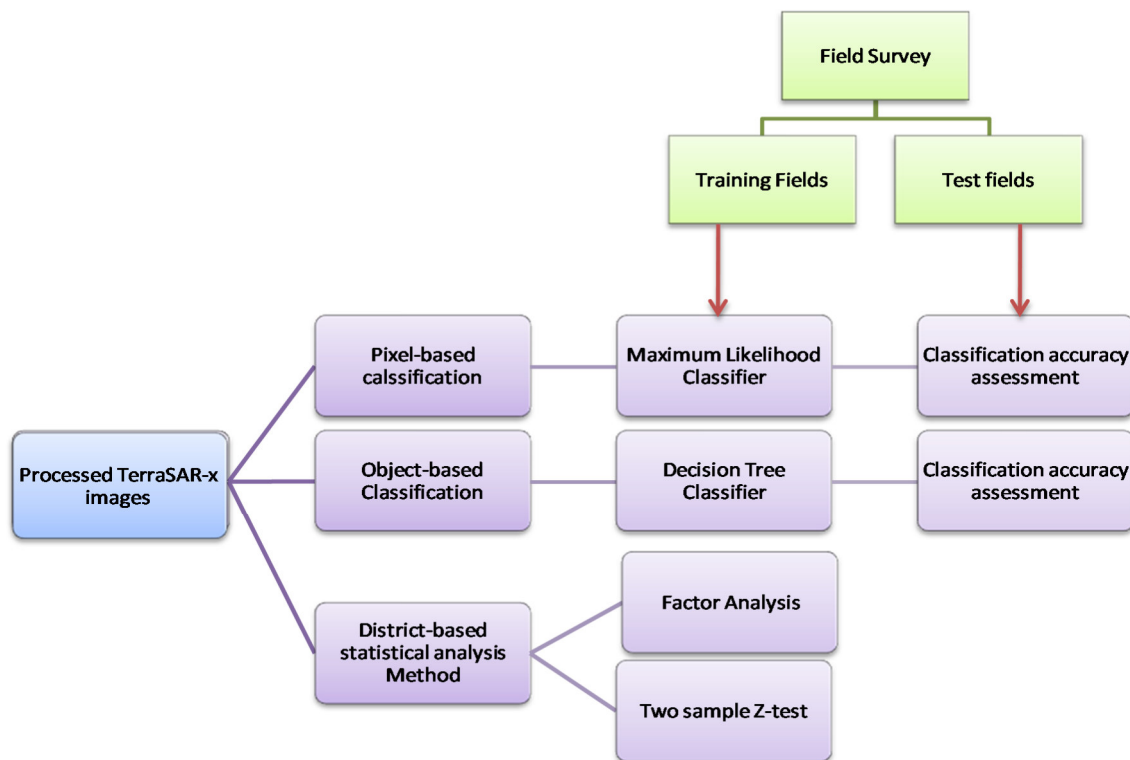 Field Survey
Training Fields
Test fields
Pixel-based
calssification
Maximum Likelihood
Classifier
Classification accuracy
assessment
Processed TerraSAR-x
images
Object-based
Classification
Decision Tree
Classifier
Classification accuracy
assessment
District-based
statistical analysis
Method
Factor Analysis
Two sample Z-test